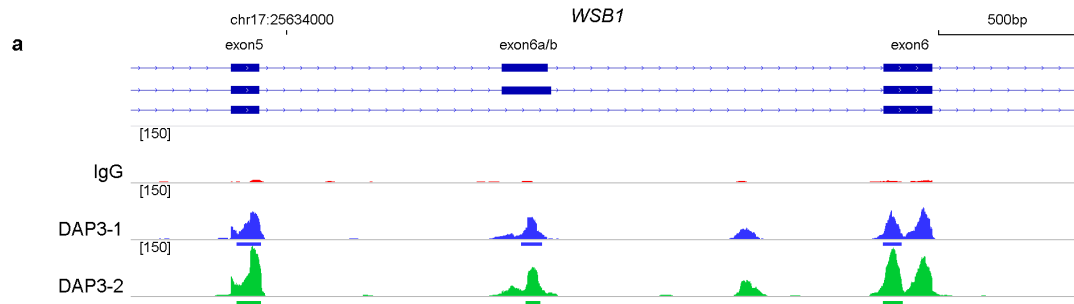 WSB1
chr17:25634000
500bp
a
exon5 exon6a/b exon6
[150]
IgG
[150]
DAP3-1
[150]
DAP3-2